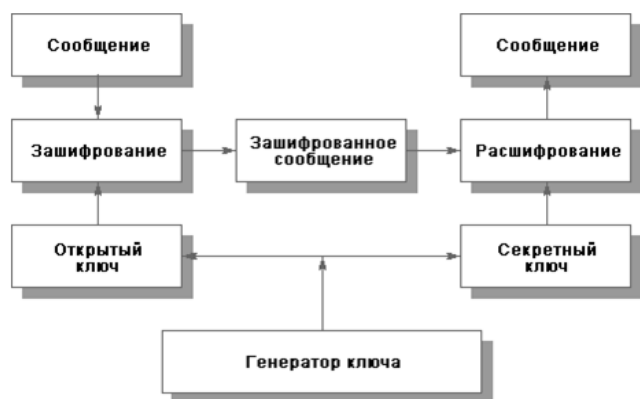 Сообщение
Сообщение
Зашифрование
Зашифрованное
сообщение
Расшифрование
Открытый
ключ
Секретный
ключ
Генератор ключа